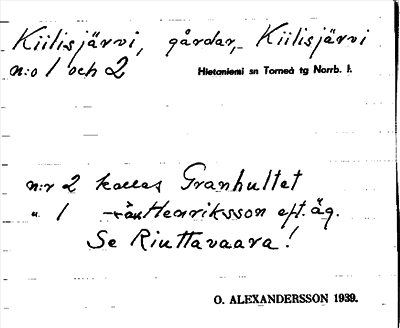 Kiilisjärvi, gårdar, Kiilisjärvi
n:o 1 och 2 Hietaniemi sn Torneå tg Norrb. l.
n:r 2 kallas Granhultet
" 1 Henriksson eft. äg.
Se Riuttavaara!
O. ALEXANDERSSON 1939.